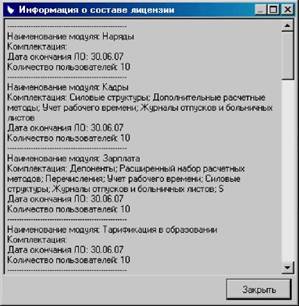 Информация о составе лицензии
Наименование модуля: Наряды
Комплектация:
Дата окончания ЛО: 30.06.07
Количество пользователей: 10
Наименование модуля: Кадры
Комплектация: Силовые структуры; Дополнительные расчетные
методы; Учет рабочего времени; Журналы отпусков и больничных
листов
Дата окончания ЛО: 30.06.07
Количество пользователей: 10
Наименование модуля: Зарплата
Комплектация: Депоненты; Расширенный набор расчетных
методов; Перечисления; Учет рабочего времени; Силовые
структуры; Журналы отпусков и больничных листов; S
Дата окончания ЛО: 30.06.07
Количество пользователей: 10
Наименование модуля: Тарификация в образовании
Комплектация:
Дата окончания ЛО: 30.06.07
Количество пользователей: 10
Закрыть